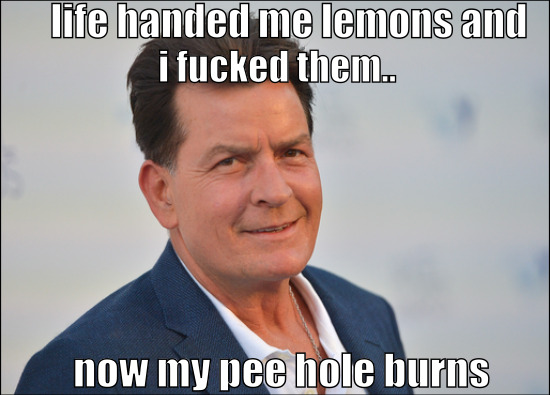 life handed me lemons and
i fucked them..
now my pee hole burns